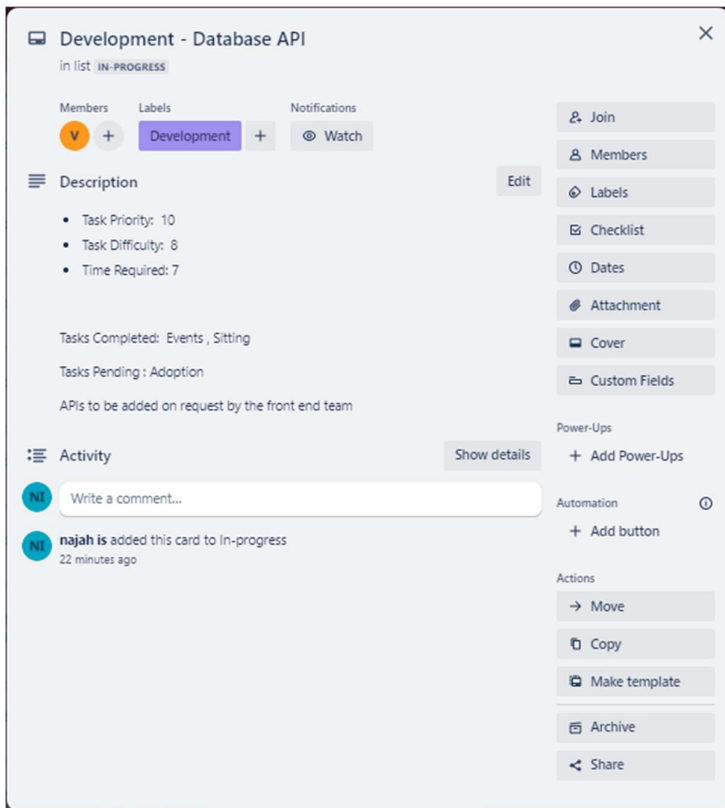 Development - Database API
in list IN-PROGRESS
Members Labels Notifications
V Development Watch
Description Edit
Task Priority: 10
Task Difficulty: 8
Time Required: 7
Tasks Completed: Events , Sitting
Tasks Pending : Adoption
APIs to be added on request by the front end team
Activity Show details
NI Write a comment...
NI najah is added this card to In-progress
22 minutes ago
Join
Members
Labels
Checklist
Dates
Attachment
Cover
Custom Fields
Power-Ups
+ Add Power-Ups
Automation
+ Add button
Actions
Move
Copy
Make template
Archive
Share